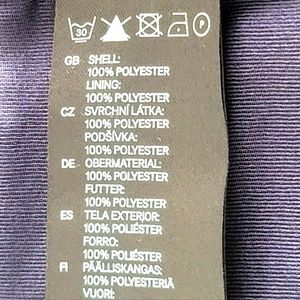 30
GB SHELL:
100% POLYESTER
LINING:
100% POLYESTER
CZ SVRCHNÍ LÁTKA:
100% POLYESTER
PODŠÍVKA:
100% POLYESTER
DE OBERMATERIAL:
100% POLYESTER
FUTTER:
100% POLYESTER
ES TELA EXTERIOR:
100% POLIÉSTER
FORRO:
100% POLIÉSTER
FI PÄÄLLISKANGAS:
100% POLYESTERIÄ
VUORI: